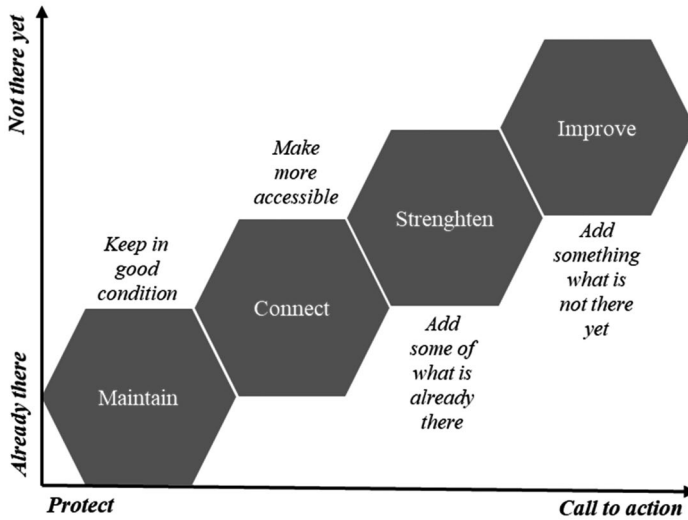 Not there yet
Improve
Make
more
accessible
Strenghten
Add
something
what is
not there
yet
Keep in
good
condition
Connect
Add
some of
what is
already
there
Maintain
Already there
Protect
Call to action